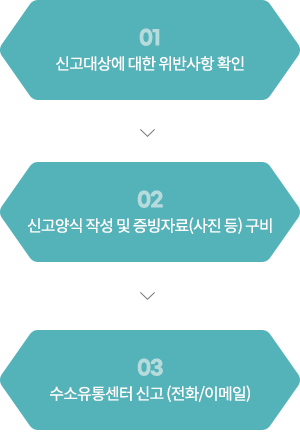 01
신고대상에 대한 위반사항 확인
02
신고양식 작성 및 증빙자료(사진 등) 구비
03
수소유통센터 신고 (전화/이메일)